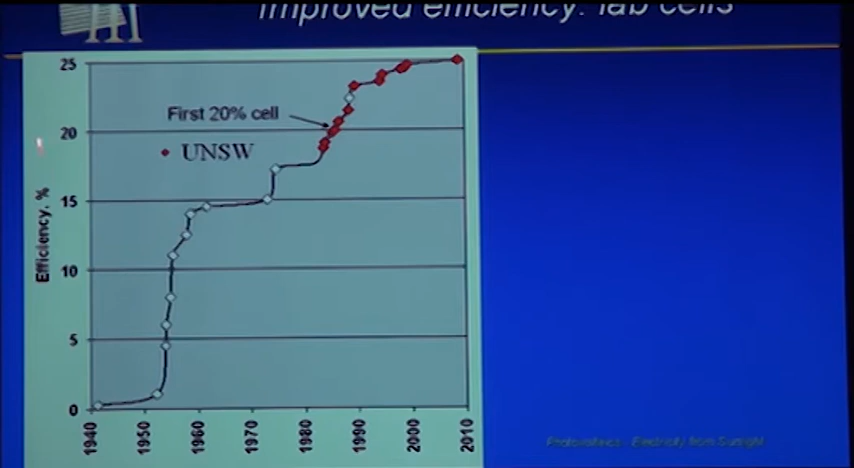 Improved efficiency: lab cells
25
First 20% cell
20
UNSW
15
Efficiency, %
10
5
0
1940 1950 1960 1970 1980 1990 2000 2010
Photovoltaics: Electricity from Sunlight